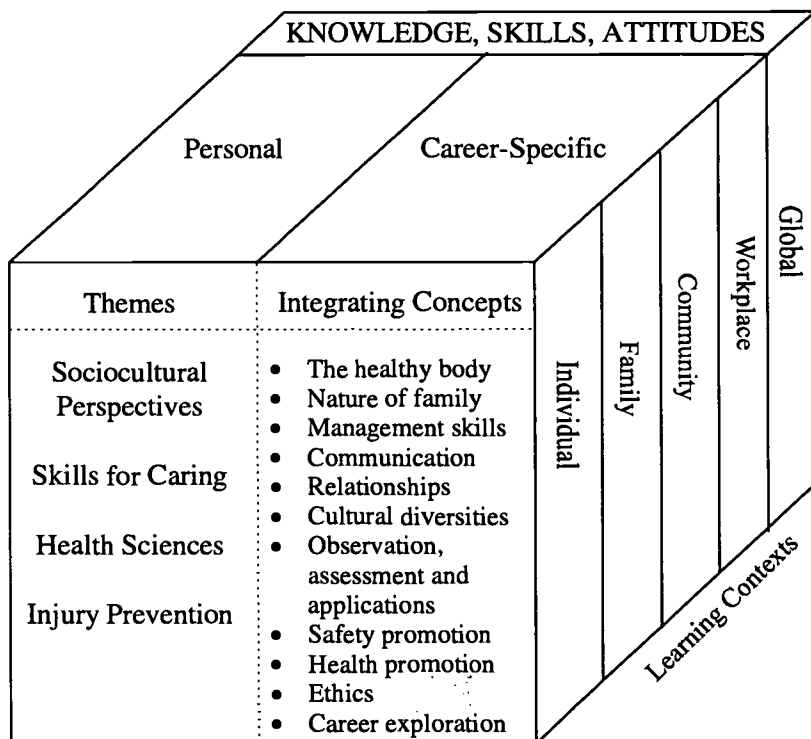 KNOWLEDGE, SKILLS, ATTITUDES
Personal
Career-Specific
Themes
Sociocultural
Perspectives
Skills for Caring
Health Sciences
Injury Prevention
Integrating Concepts
• The healthy body
• Nature of family
• Management skills
• Communication
• Relationships
• Cultural diversities
• Observation,
assessment and
applications
• Safety promotion
• Health promotion
• Ethics
• Career exploration
Individual
Family
Community
Workplace
Global
Learning Contexts